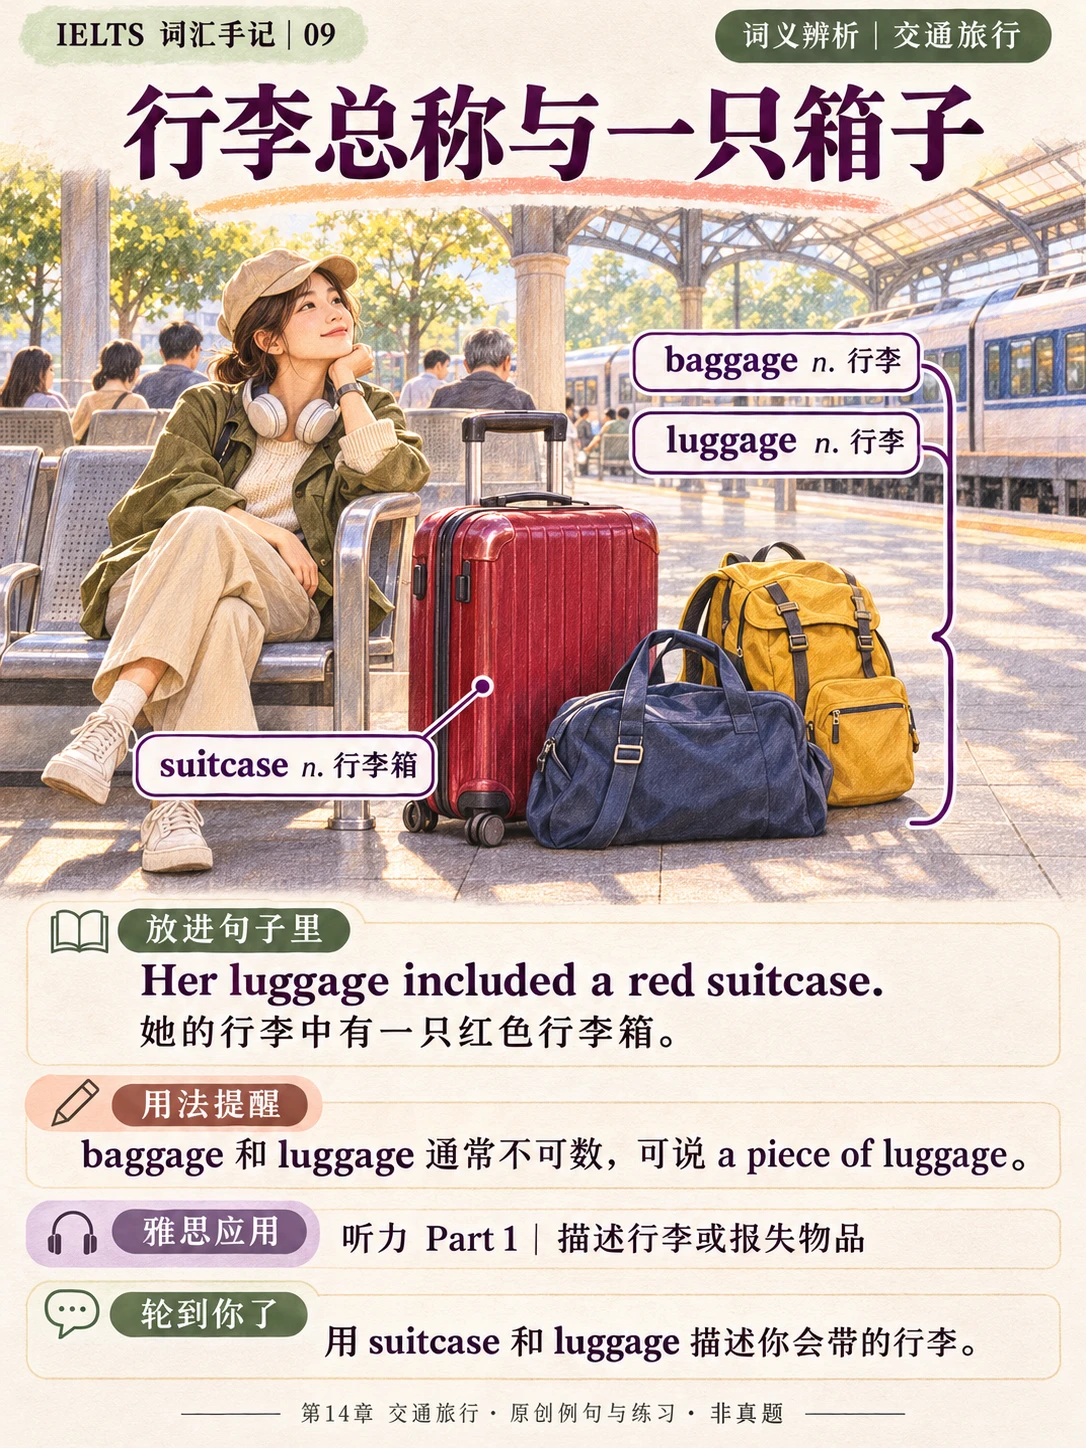 IELTS 词汇手记 | 09
词义辨析 | 交通旅行
行李总称与一只箱子
baggage n. 行李
luggage n. 行李
suitcase n. 行李箱
放进句子里
Her luggage included a red suitcase.
她的行李中有一只红色行李箱。
用法提醒
baggage 和 luggage 通常不可数，可说 a piece of luggage。
雅思应用
听力 Part 1 | 描述行李或报失物品
轮到你了
用 suitcase 和 luggage 描述你会带的行李。
第14章 交通旅行 · 原创例句与练习 · 非真题